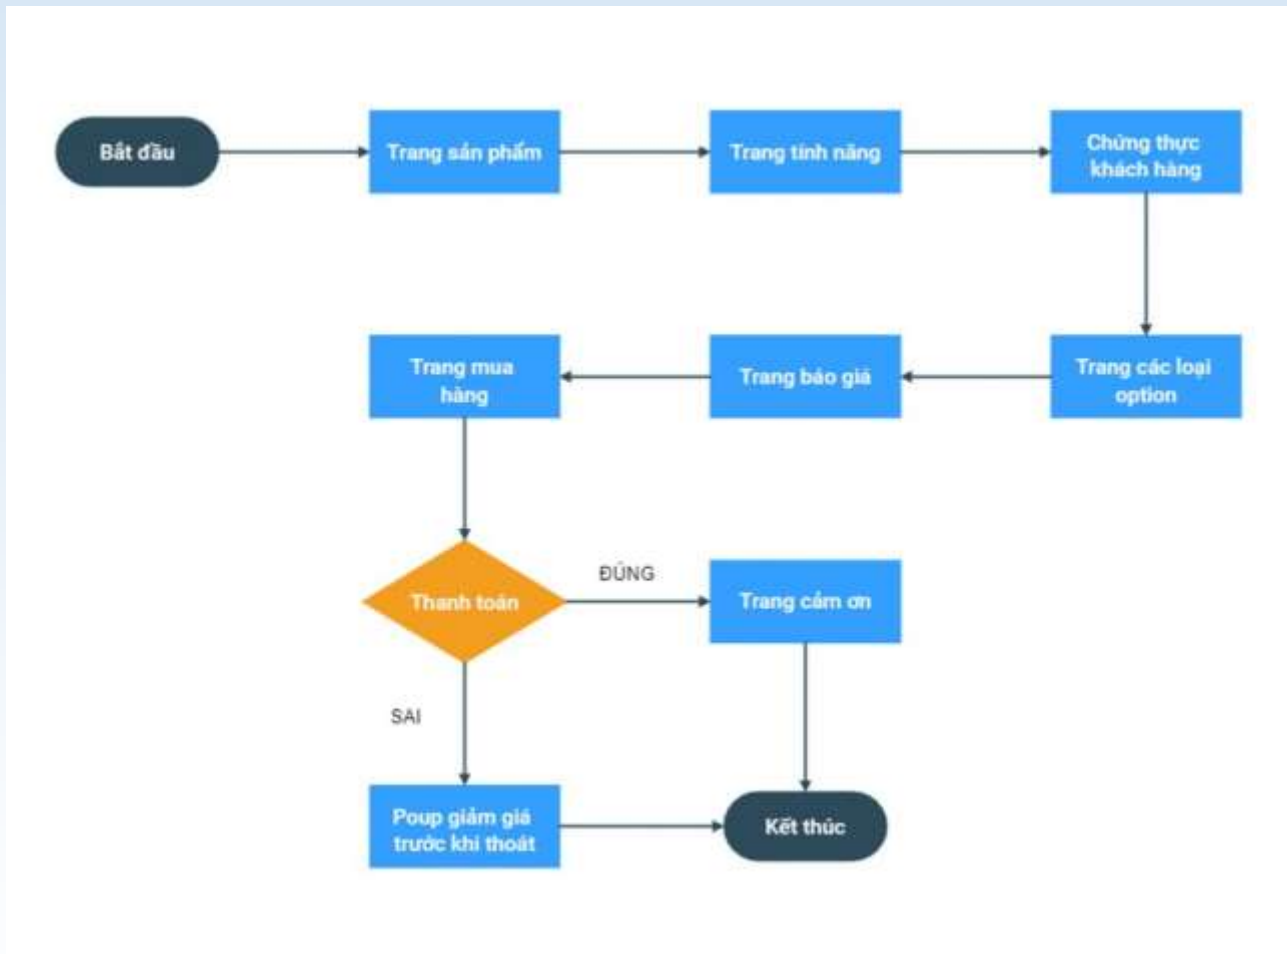 Bắt đầu
Trang sản phẩm
Trang tính năng
Chứng thực
khách hàng
Trang mua
hàng
Trang báo giá
Trang các loại
option
Thanh toán
ĐÚNG
Trang cảm ơn
SAI
Poup giảm giá
trước khi thoát
Kết thúc